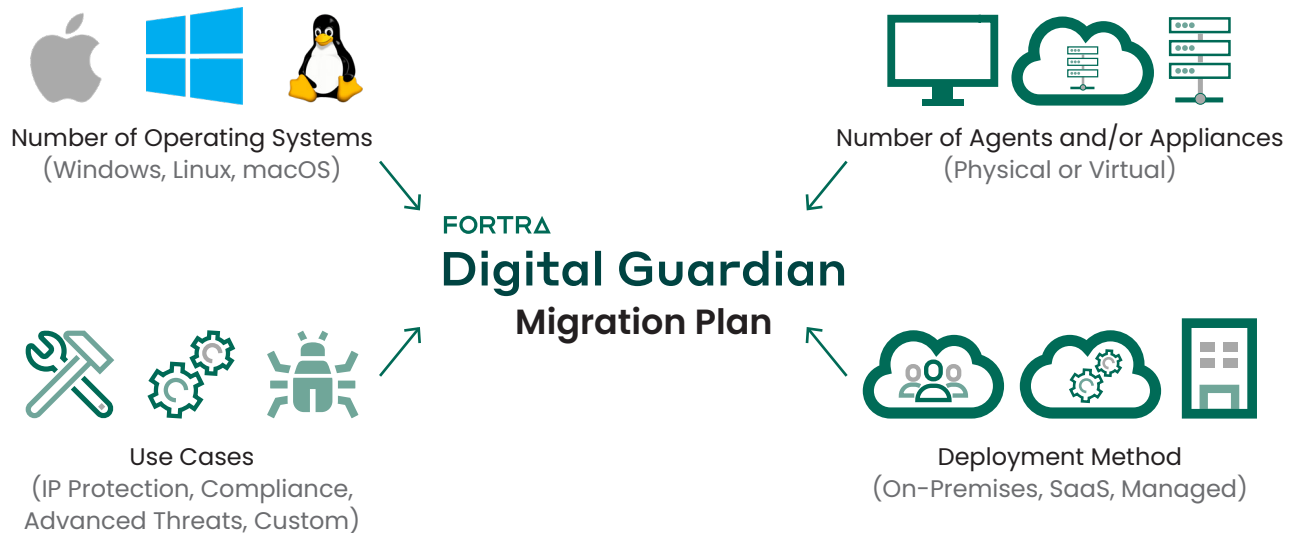 Number of Operating Systems
(Windows, Linux, macOS)
Number of Agents and/or Appliances
(Physical or Virtual)
FORTRA
Digital Guardian
Migration Plan
Use Cases
(IP Protection, Compliance,
Advanced Threats, Custom)
Deployment Method
(On-Premises, SaaS, Managed)